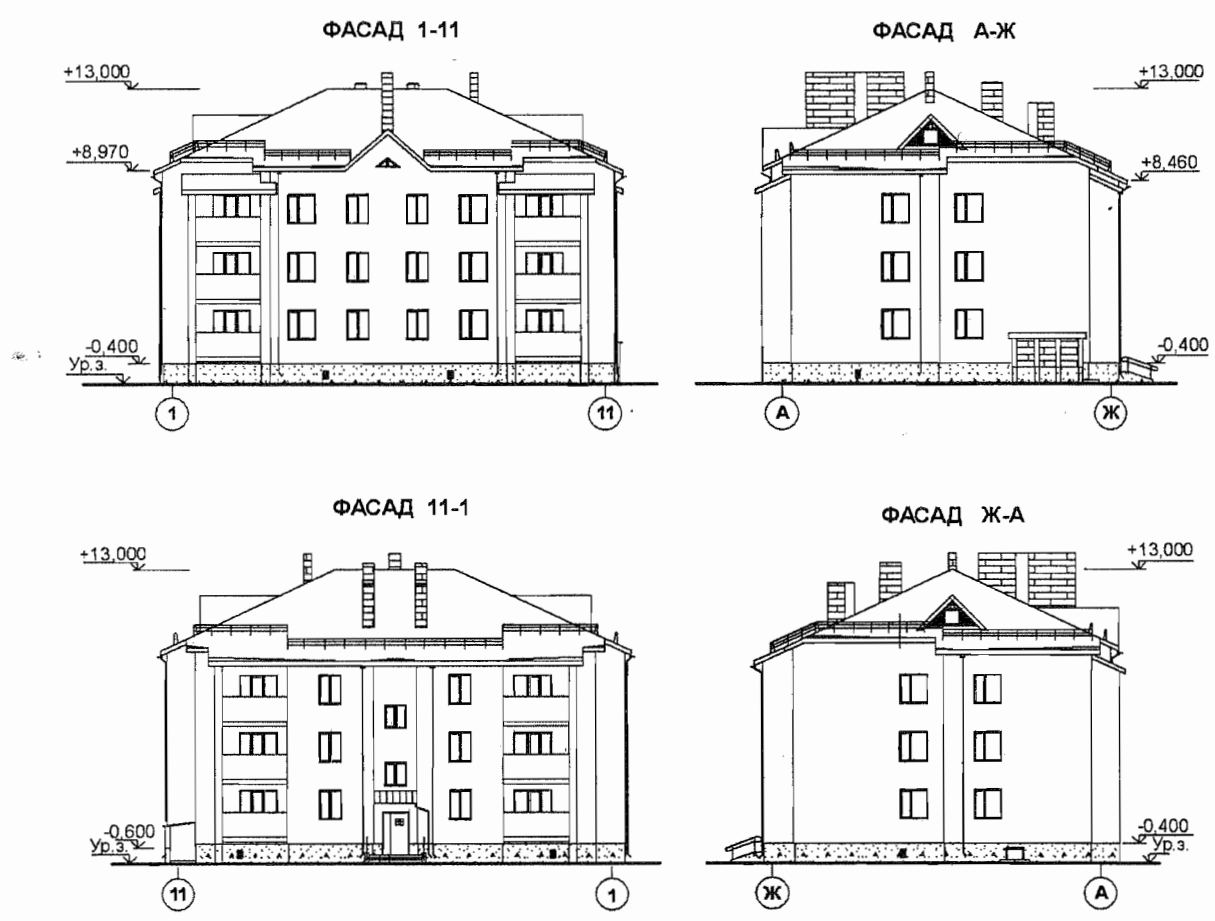 ФАСАД 1-11
+13,000
+8,970
-0,400
Ур.з.
1
11
ФАСАД А-Ж
+13,000
+8,460
-0,400
А
Ж
ФАСАД 11-1
+13,000
-0,600
Ур.з.
11
1
ФАСАД Ж-А
+13,000
-0,400
Ур.з.
Ж
А